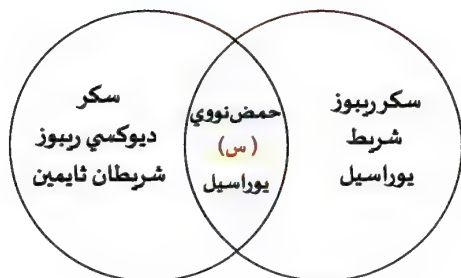 سكر ريبوز
شريط
يوراسيل
حمض نووي
(س)
يوراسيل
سكر
ديوكسي ريبوز
شريطان ثايمين